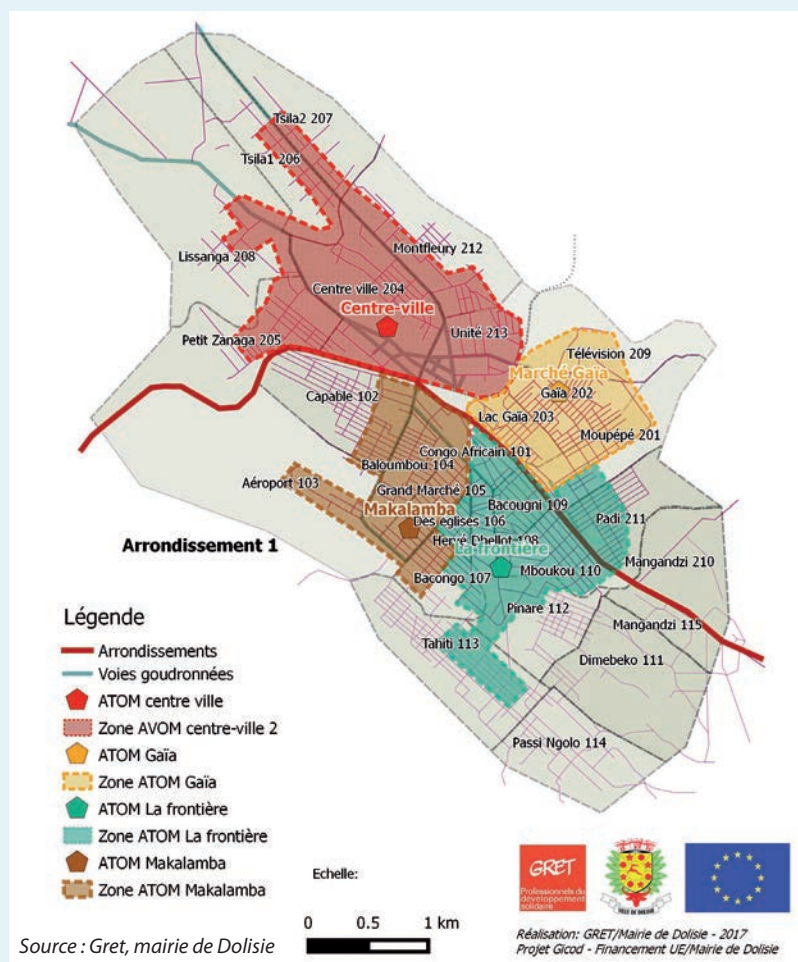 Tsila2 207
Tsila1 206
Montfleury 212
Lissanga 208
Centre ville 204
Centre-ville
Unité 213
Petit Zanaga 205
Télévision 209
Marché Gaïa
Gaïa 202
Capable 102
Lac Gaïa 203
Moupépé 201
Congo Africain 101
Baloumbou 104
Aéroport 103
Grand Marché 105
Bacougni 109
Makalamba
Des églises 106
Padi 211
Hervé Dhellot 108
La frontière
Arrondissement 1
Mangandzi 210
Mboukou 110
Bacongo 107
Pinare 112
Mangandzi 115
Tahiti 113
Dimebeko 111
Passi Ngolo 114
Légende
Arrondissements
Voies goudronnées
ATOM centre ville
Zone AVOM centre-ville 2
ATOM Gaïa
Zone ATOM Gaïa
ATOM La frontière
Zone ATOM La frontière
ATOM Makalamba
Zone ATOM Makalamba
Echelle:
0 0.5 1 km
GRET
Professionnels du
développement
solidaire
VILLE DE DOLISIE
Réalisation: GRET/Mairie de Dolisie - 2017
Projet Gicod - Financement UE/Mairie de Dolisie
Source : Gret, mairie de Dolisie